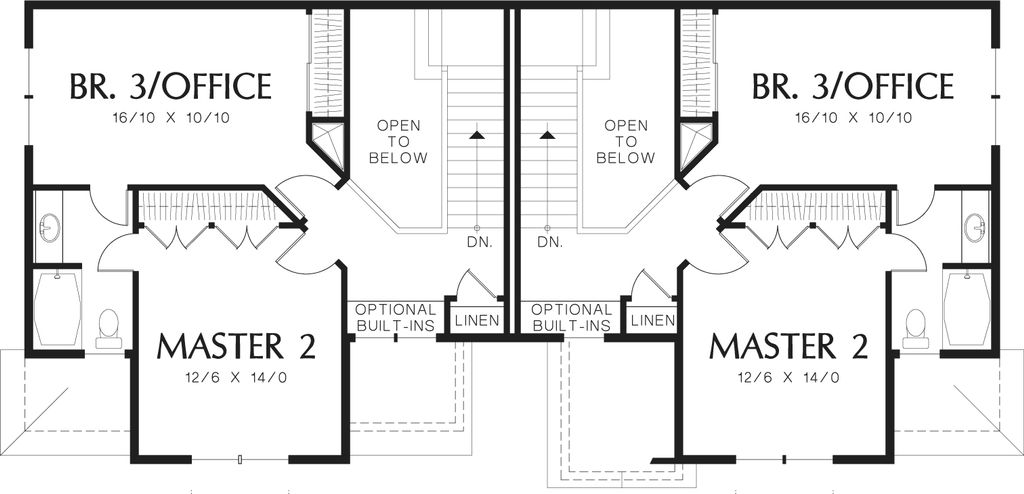 BR. 3/OFFICE
16/10 X 10/10
OPEN
TO
BELOW
DN.
OPTIONAL
BUILT-INS
LINEN
MASTER 2
12/6 X 14/0
BR. 3/OFFICE
16/10 X 10/10
OPEN
TO
BELOW
DN.
OPTIONAL
BUILT-INS
LINEN
MASTER 2
12/6 X 14/0